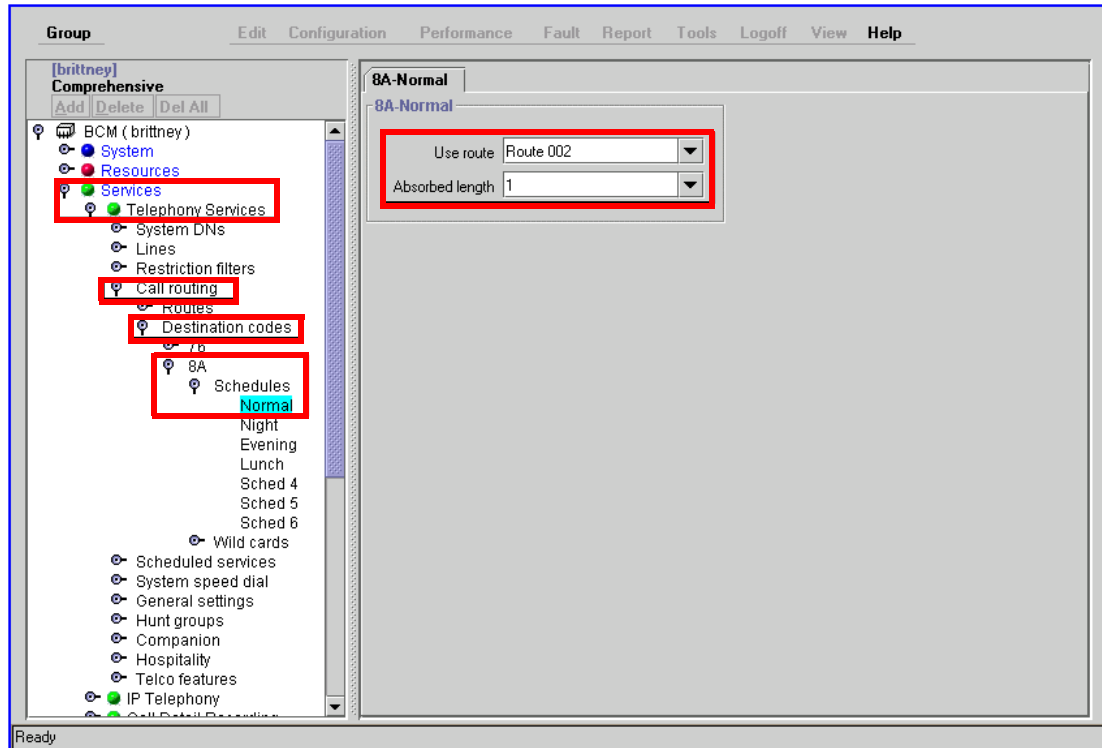 Group Edit Configuration Performance Fault Report Tools Logoff View Help
[brittney]
Comprehensive
Add Delete Del All
BCM ( brittney )
System
Resources
Services
Telephony Services
System DNs
Lines
Restriction filters
Call routing
Routes
Destination codes
76
8A
Schedules
Normal
Night
Evening
Lunch
Sched 4
Sched 5
Sched 6
Wild cards
Scheduled services
System speed dial
General settings
Hunt groups
Companion
Hospitality
Telco features
IP Telephony
Call Detail Recording
8A-Normal
8A-Normal
Use route Route 002
Absorbed length 1
Ready